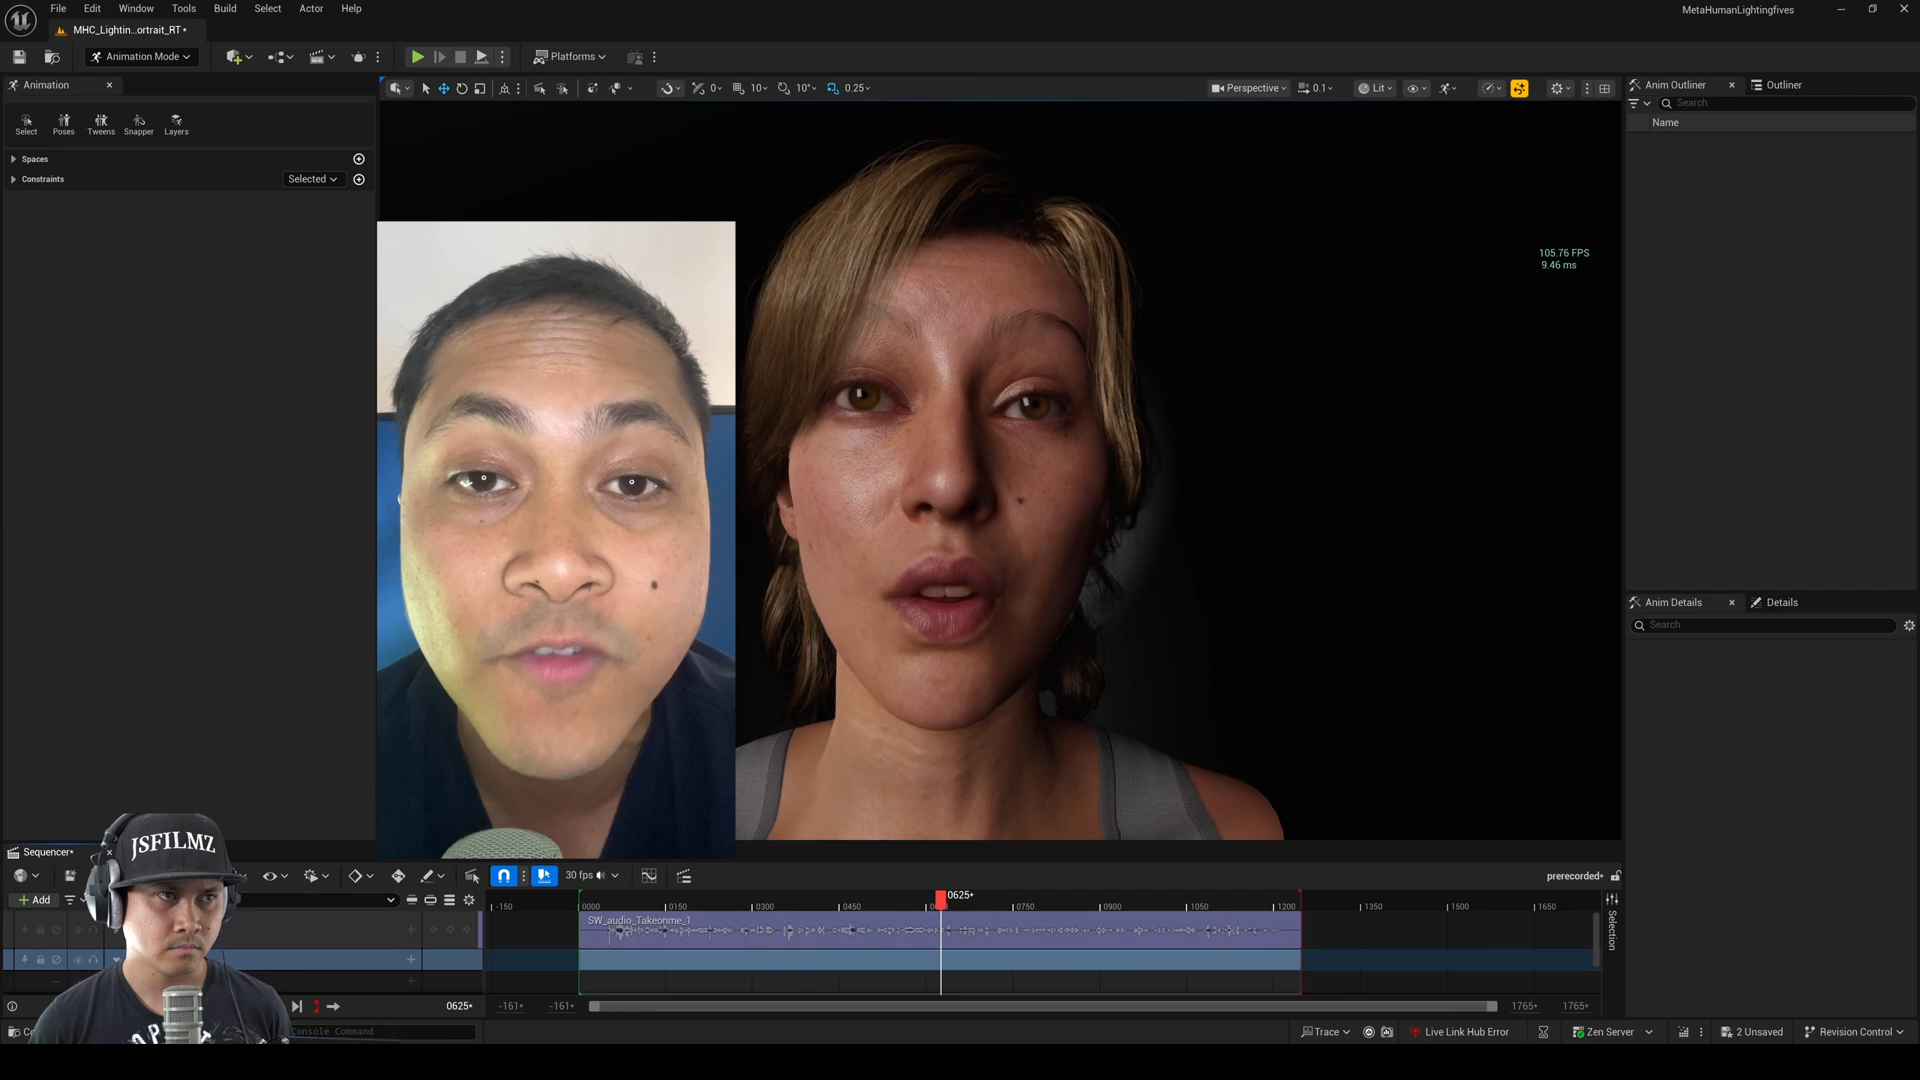 File Edit Window Tools Build Select Actor Help
MetaHumanLightingfives
MHC_Lightin...ortrait_RT*
Animation Mode
Platforms
Animation
0 10 10° 0.25
Perspective 0.1 Lit
Anim Outliner
Outliner
Search
Name
Select Poses Tweens Snapper Layers
Spaces
Constraints
Selected
105.76 FPS
9.46 ms
Anim Details
Details
Search
JSFILMZ
Sequencer*
30 fps
prerecorded*
Add
0625*
-150 0000 0150 0300 0450 0750 0900 1050 1200 1350 1500 1650
SW_audio_Takeonme_1
Selection
0625*
-161* -161*
1765* 1765*
Console Command
Trace
Live Link Hub Error
Zen Server
2 Unsaved
Revision Control